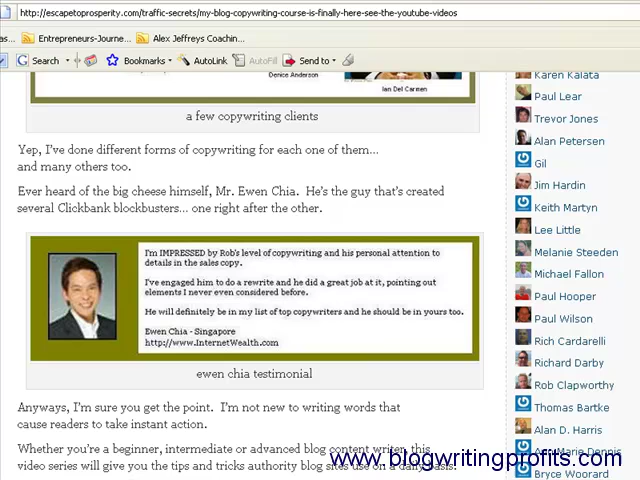 http://escapetoprosperity.com/traffic-secrets/my-blog-copywriting-course-is-finally-here-see-the-youtube-videos
Entrepreneurs-Journe...
Alex Jeffreys Coachin...
Search
Bookmarks
AutoLink
AutoFill
Send to
Denice Anderson
Ian Del Carmen
a few copywriting clients
Yep, I've done different forms of copywriting for each one of them...
and many others too.
Ever heard of the big cheese himself, Mr. Ewen Chia. He's the guy that's created
several Clickbank blockbusters... one right after the other.
I'm IMPRESSED by Rob's level of copywriting and his personal attention to
details in the sales copy.
I've engaged him to do a rewrite and he did a great job at it, pointing out
elements I never even considered before.
He will definitely be in my list of top copywriters and he should be in yours too.
Ewen Chia - Singapore
http://www.InternetWealth.com
ewen chia testimonial
Anyways, I'm sure you get the point. I'm not new to writing words that
cause readers to take instant action.
Whether you're a beginner, intermediate or advanced blog content writer, this
video series will give you the tips and tricks authority blog sites use on a daily basis.
Karen Kalata
Paul Lear
Trevor Jones
Alan Petersen
Gil
Jim Hardin
Keith Martyn
Lee Little
Melanie Steeden
Michael Fallon
Paul Hooper
Paul Wilson
Rich Cardarelli
Richard Darby
Rob Clapworthy
Thomas Bartke
Alan D. Harris
AnnMarie Dennis
Bryce Woorard
www.blogwritingprofits.com